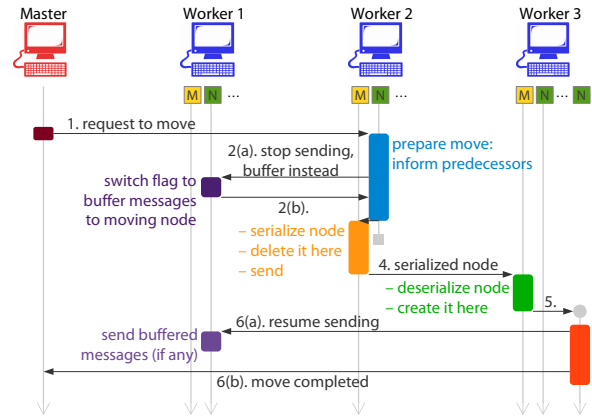 Master Worker 1 Worker 2 Worker 3
M N ... M N ... M N ... N
1. request to move
prepare move:
inform predecessors
2(a). stop sending,
buffer instead
switch flag to
buffer messages
to moving node
2(b).
– serialize node
– delete it here
– send
4. serialized node
– deserialize node
– create it here
5.
6(a). resume sending
send buffered
messages (if any)
6(b). move completed